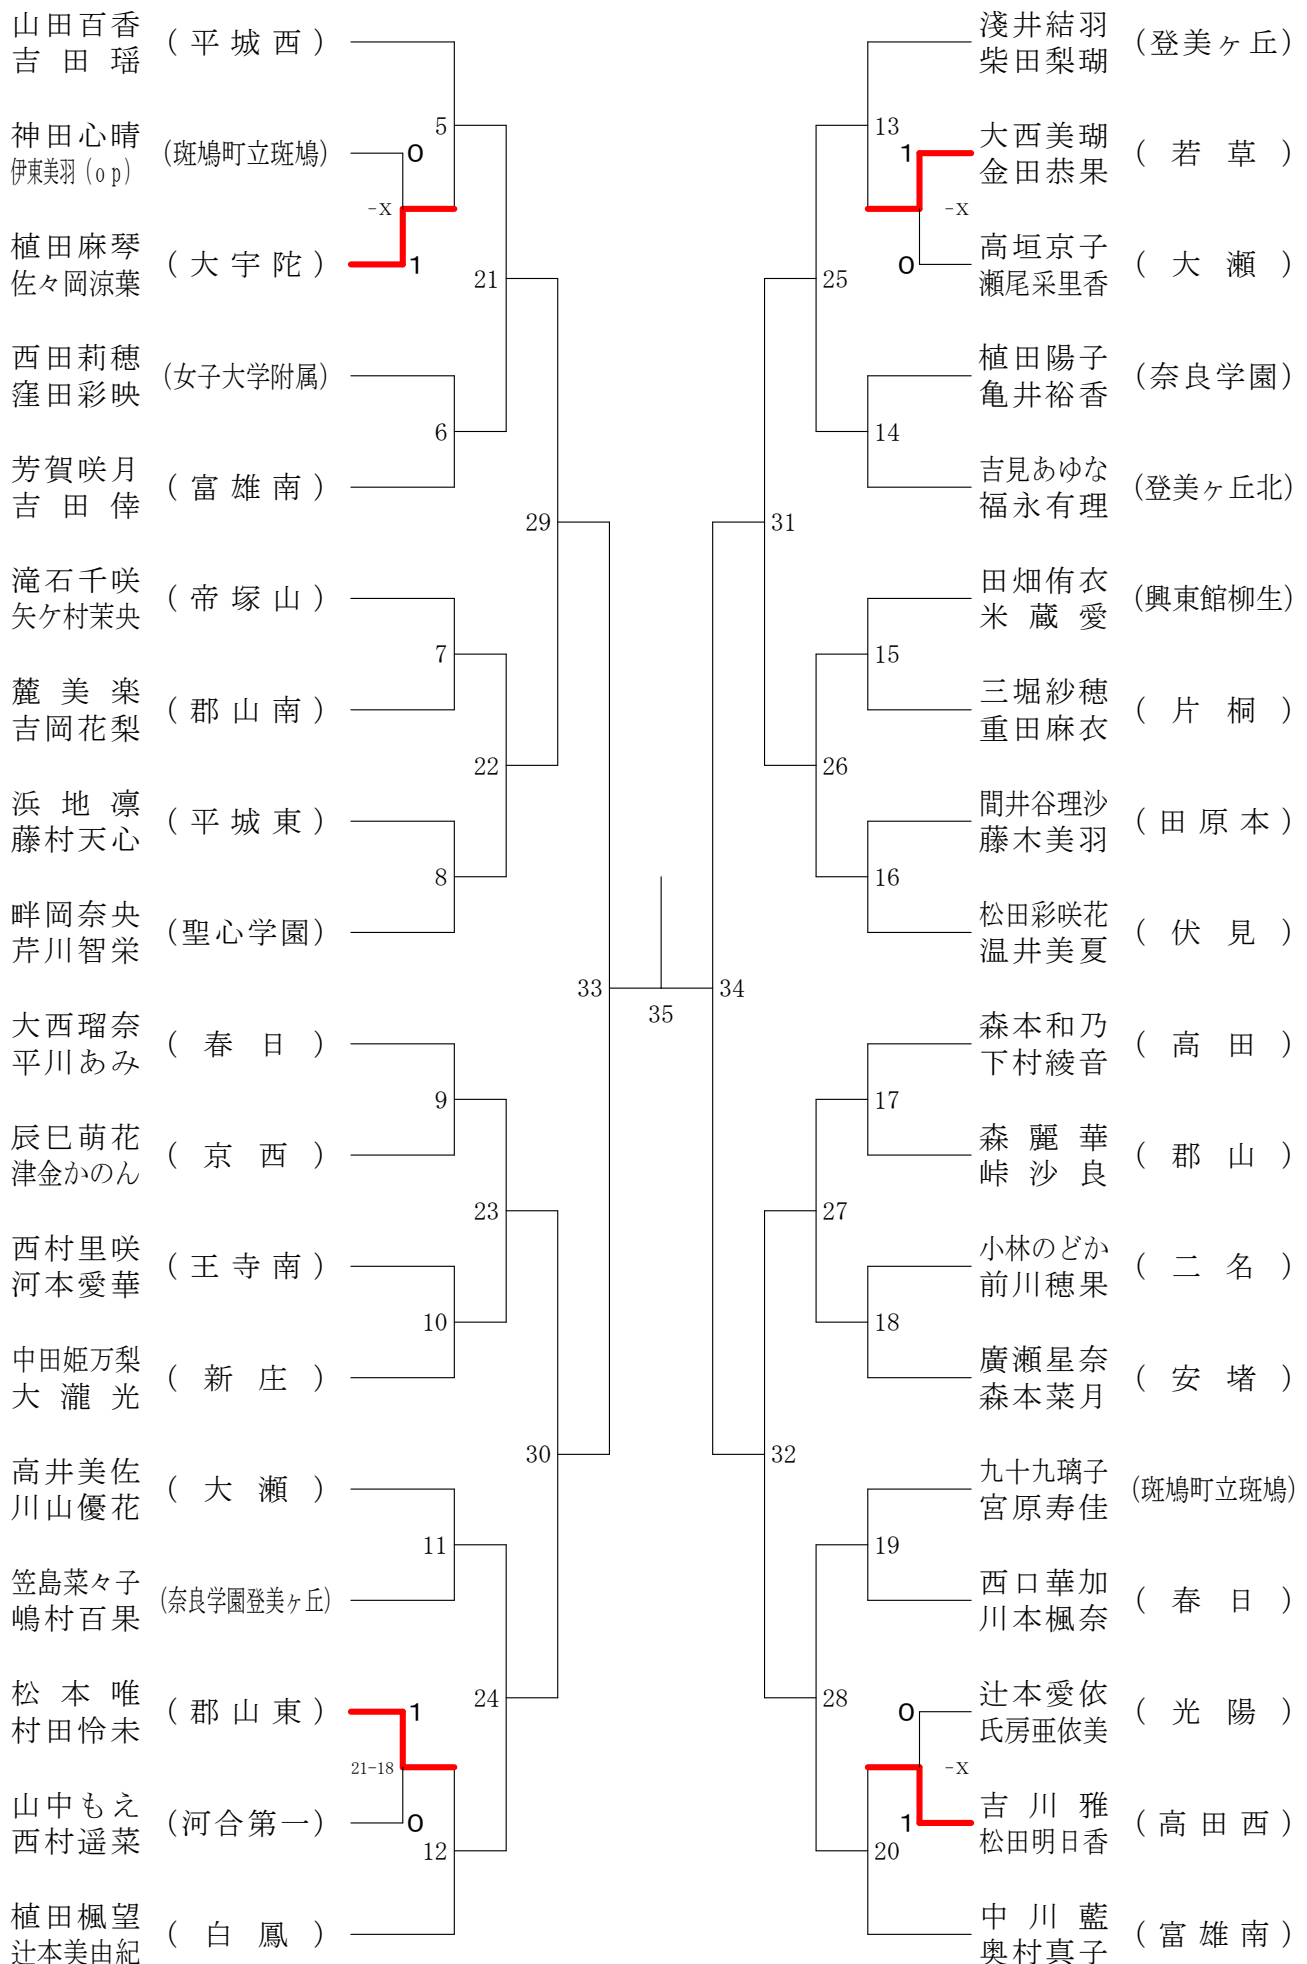 山田百香
吉田瑶
(平城西)
神田心晴
伊東美羽(op)
(斑鳩町立斑鳩)
0
5
-X
植田麻琴
佐々岡涼葉
(大宇陀)
1
21
西田莉穂
窪田彩映
(女子大学附属)
6
芳賀咲月
吉田倖
(富雄南)
29
滝石千咲
矢ケ村茉央
(帝塚山)
7
麓美楽
吉岡花梨
(郡山南)
22
浜地凛
藤村天心
(平城東)
8
畔岡奈央
芹川智栄
(聖心学園)
33
35
34
大西瑠奈
平川あみ
(春日)
9
辰巳萌花
津金かのん
(京西)
23
西村里咲
河本愛華
(王寺南)
10
中田姫万梨
大瀧光
(新庄)
30
高井美佐
川山優花
(大瀬)
11
笠島菜々子
嶋村百果
(奈良学園登美ヶ丘)
24
松本唯
村田怜未
(郡山東)
1
21-18
山中もえ
西村遥菜
(河合第一)
0
12
植田楓望
辻本美由紀
(白鳳)
淺井結羽
柴田梨瑚
(登美ヶ丘)
13
大西美瑚
金田恭果
(若草)
1
-X
高垣京子
瀬尾采里香
(大瀬)
0
25
植田陽子
亀井裕香
(奈良学園)
14
吉見あゆな
福永有理
(登美ヶ丘北)
31
田畑侑衣
米蔵愛
(興東館柳生)
15
三堀紗穂
重田麻衣
(片桐)
26
間井谷理沙
藤木美羽
(田原本)
16
松田彩咲花
温井美夏
(伏見)
森本和乃
下村綾音
(高田)
17
森麗華
峠沙良
(郡山)
27
小林のどか
前川穂果
(二名)
18
廣瀬星奈
森本菜月
(安堵)
32
九十九璃子
宮原寿佳
(斑鳩町立斑鳩)
19
西口華加
川本楓奈
(春日)
28
辻本愛依
氏房亜依美
(光陽)
0
-X
吉川雅
松田明日香
(高田西)
1
20
中川藍
奥村真子
(富雄南)